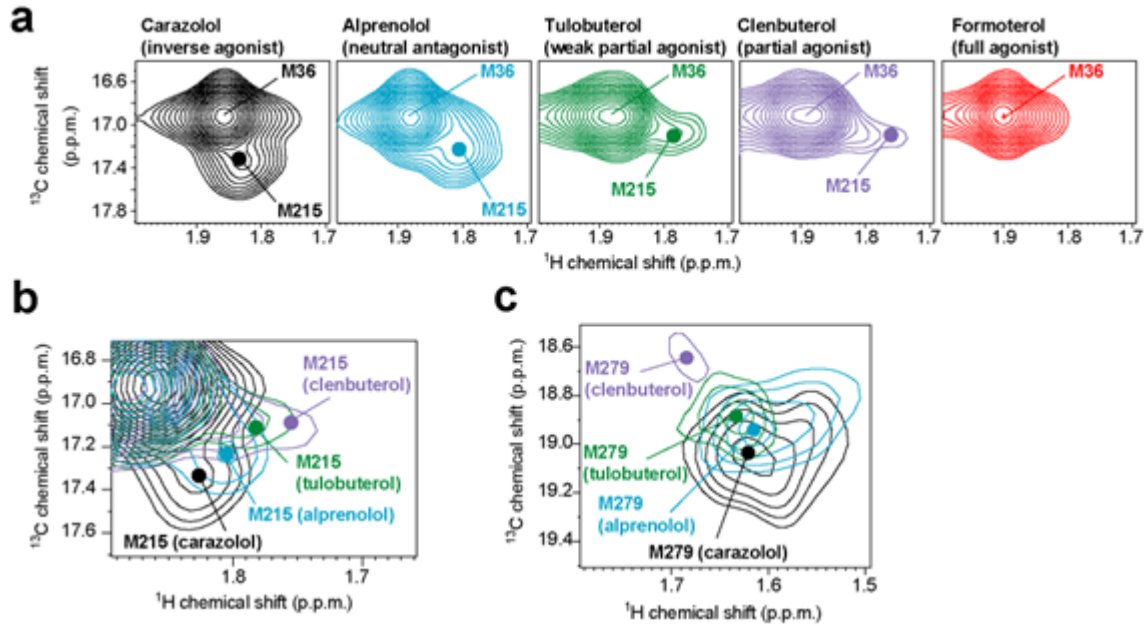 a
Carazolol
(inverse agonist)
Alprenolol
(neutral antagonist)
Tulobuterol
(weak partial agonist)
Clenbuterol
(partial agonist)
Formoterol
(full agonist)
¹³C chemical shift
(p.p.m.)
16.6
17.0
17.4
17.8
M36
M215
M36
M215
M36
M215
M36
M215
M36
1.9
1.8
1.7
1.9
1.8
1.7
1.9
1.8
1.7
1.9
1.8
1.7
1.9
1.8
1.7
¹H chemical shift (p.p.m.)
b
¹³C chemical shift (p.p.m.)
16.8
17.0
17.2
17.4
17.6
M215
(clenbuterol)
M215
(tulobuterol)
M215 (alprenolol)
M215 (carazolol)
1.8
1.7
¹H chemical shift (p.p.m.)
c
¹³C chemical shift (p.p.m.)
18.6
18.8
19.0
19.2
19.4
M279
(clenbuterol)
M279
(tulobuterol)
M279
(alprenolol)
M279 (carazolol)
1.7
1.6
1.5
¹H chemical shift (p.p.m.)